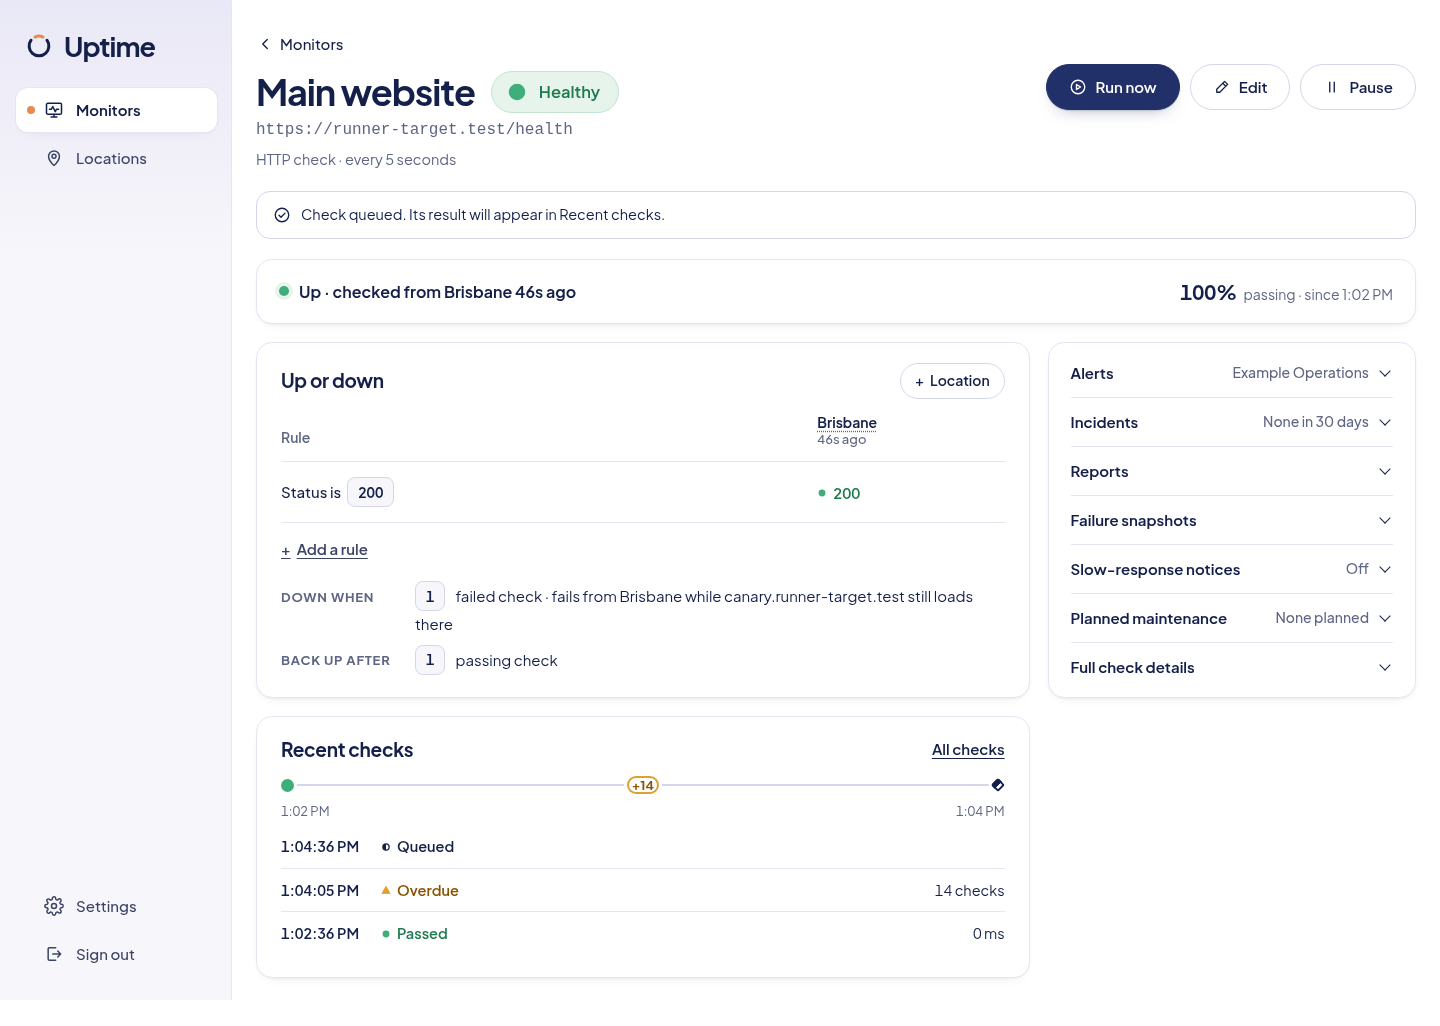 Uptime
Monitors
Locations
Settings
Sign out
Monitors
Main website
Healthy
https://runner-target.test/health
HTTP check · every 5 seconds
Run now
Edit
Pause
Check queued. Its result will appear in Recent checks.
Up · checked from Brisbane 46s ago
100% passing · since 1:02 PM
Up or down
+ Location
Rule
Brisbane
46s ago
Status is 200
200
+ Add a rule
DOWN WHEN 1 failed check · fails from Brisbane while canary.runner-target.test still loads
there
BACK UP AFTER 1 passing check
Alerts Example Operations
Incidents None in 30 days
Reports
Failure snapshots
Slow-response notices Off
Planned maintenance None planned
Full check details
Recent checks
All checks
+14
1:02 PM
1:04 PM
1:04:36 PM Queued
1:04:05 PM Overdue 14 checks
1:02:36 PM Passed 0 ms